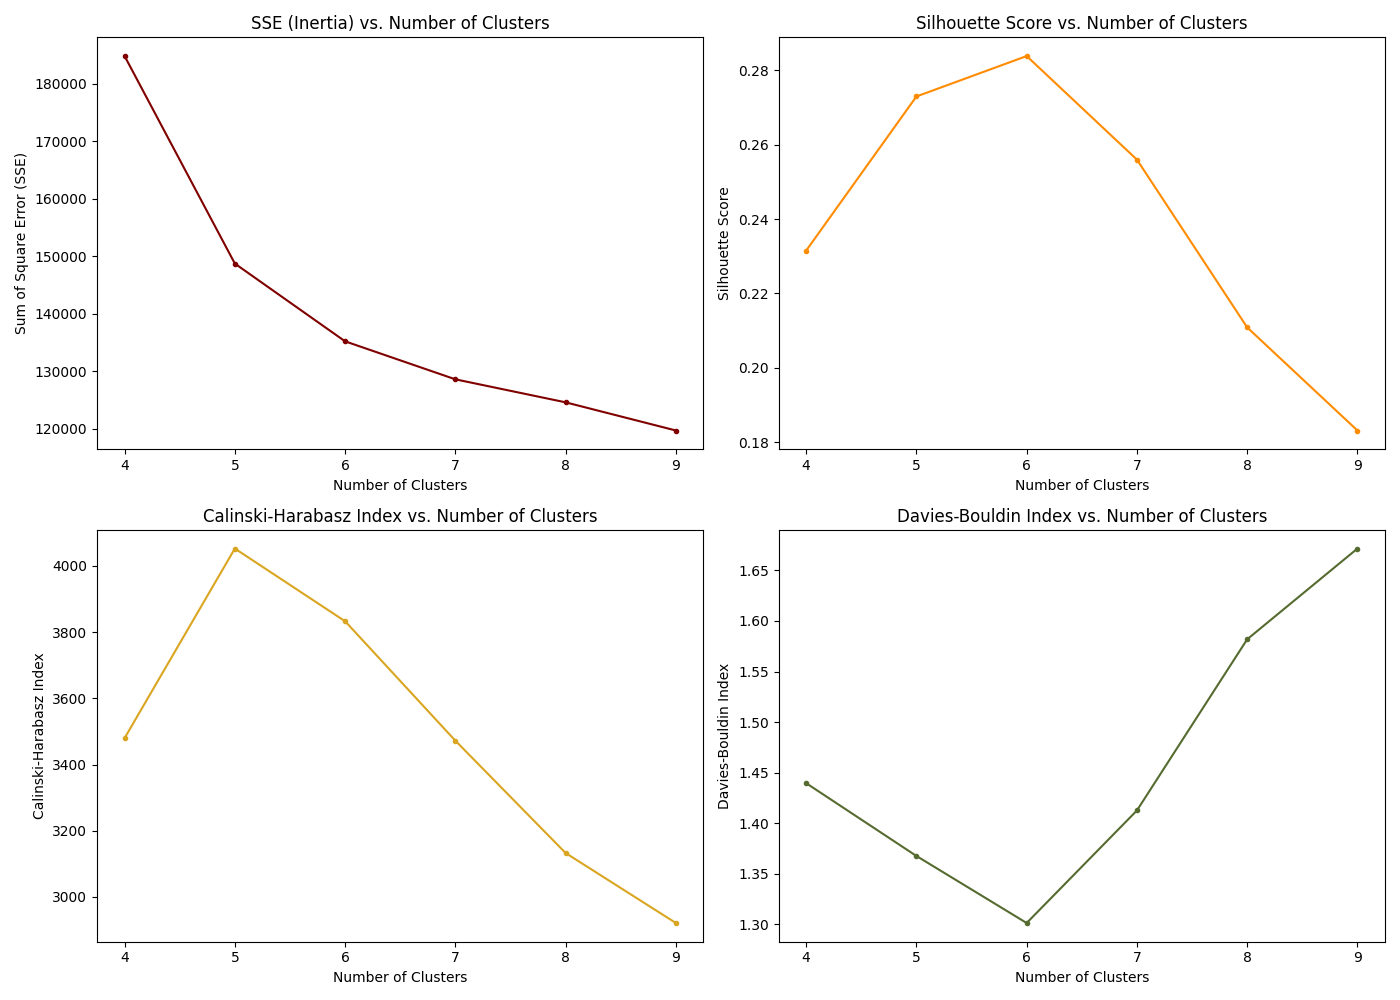 SSE (Inertia) vs. Number of Clusters
Sum of Square Error (SSE)
180000
170000
160000
150000
140000
130000
120000
4 5 6 7 8 9
Number of Clusters
Silhouette Score vs. Number of Clusters
Silhouette Score
0.28
0.26
0.24
0.22
0.20
0.18
4 5 6 7 8 9
Number of Clusters
Calinski-Harabasz Index vs. Number of Clusters
Calinski-Harabasz Index
4000
3800
3600
3400
3200
3000
4 5 6 7 8 9
Number of Clusters
Davies-Bouldin Index vs. Number of Clusters
Davies-Bouldin Index
1.65
1.60
1.55
1.50
1.45
1.40
1.35
1.30
4 5 6 7 8 9
Number of Clusters